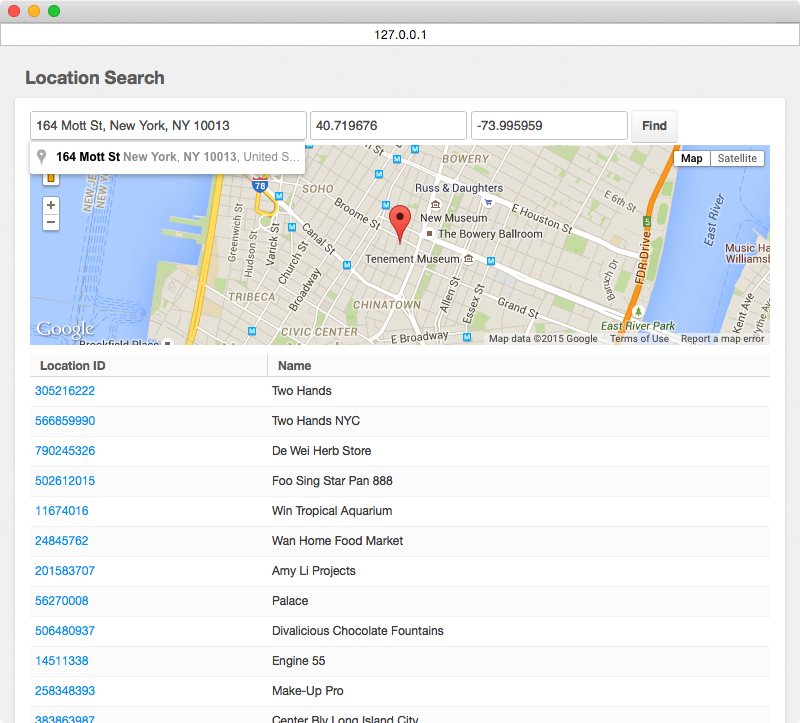 127.0.0.1
Location Search
164 Mott St, New York, NY 10013
40.719676
-73.995959
Find
164 Mott St New York, NY 10013, United S...
Map
Satellite
NEW JE
NEW Y
78
SOHO
BOWERY
Russ & Daughters
New Museum
The Bowery Ballroom
Tenement Museum
Broome St
Canal St
Greenwich St
Hudson St
Varick St
Church St
Broadway
TRIBECA
CHINATOWN
CIVIC CENTER
Allen St
Essex St
Grand St
E Broadway
E Houston St
E 6th St
Baruch Dr
FDR Drive
5
East River
East River Park
Music Ha
Williamsb
Kent Ave
Brookfield Place
Google
Map data ©2015 Google
Terms of Use
Report a map error
Location ID Name
305216222 Two Hands
566859990 Two Hands NYC
790245326 De Wei Herb Store
502612015 Foo Sing Star Pan 888
11674016 Win Tropical Aquarium
24845762 Wan Home Food Market
201583707 Amy Li Projects
56270008 Palace
506480937 Divalicious Chocolate Fountains
14511338 Engine 55
258348393 Make-Up Pro
383863987 Center Blv Long Island City